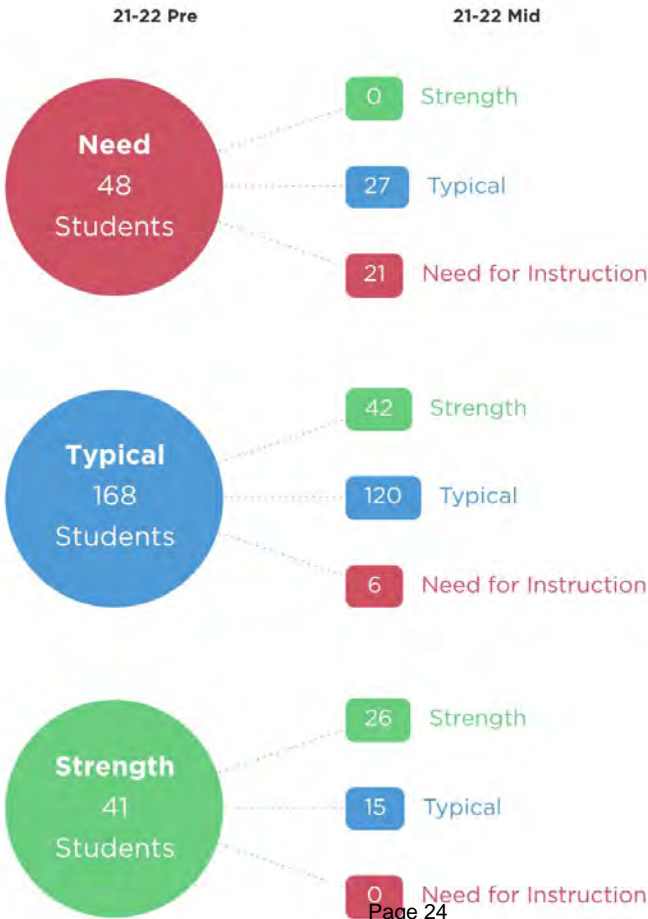 21-22 Pre
21-22 Mid
Need
48
Students
0 Strength
27 Typical
21 Need for Instruction
Typical
168
Students
42 Strength
120 Typical
6 Need for Instruction
Strength
41
Students
26 Strength
15 Typical
0 Need for Instruction
Page 24